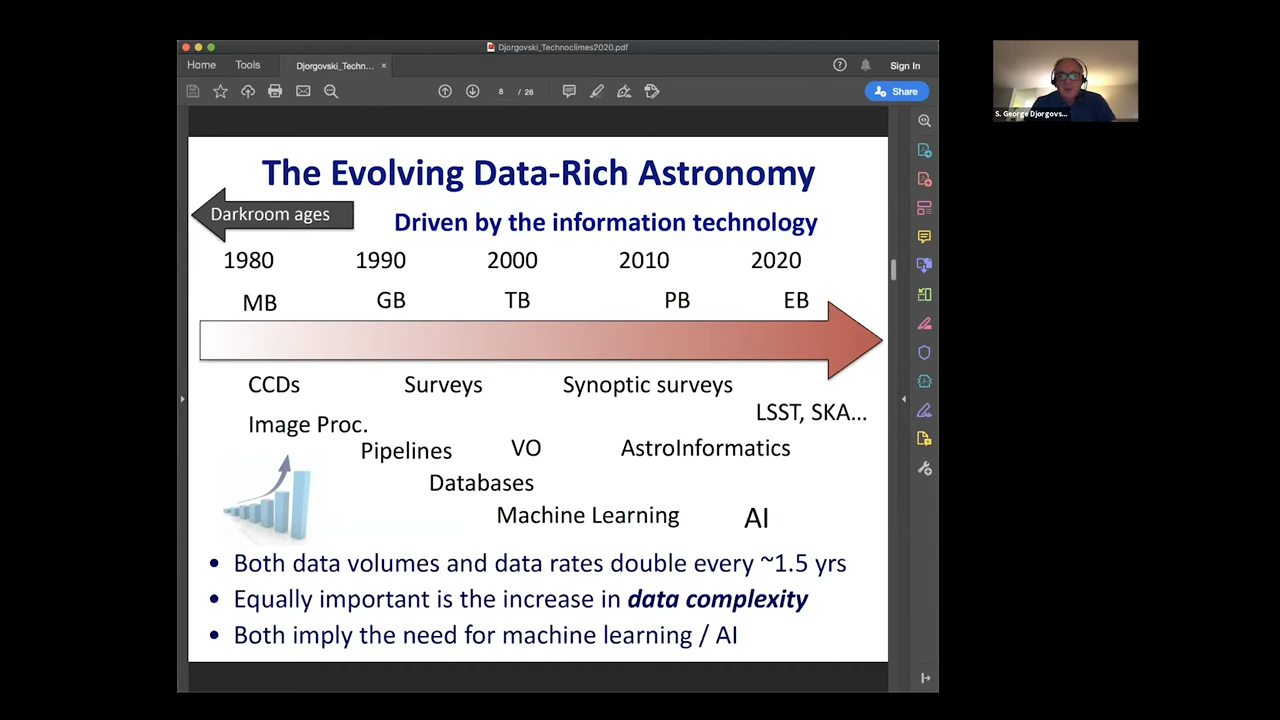 Djorgovski_Technoclimes2020.pdf
Home Tools Djorgovski_Techn... × Sign In
8 / 26 Share
S. George Djorgovs...
The Evolving Data-Rich Astronomy
Darkroom ages
Driven by the information technology
1980 1990 2000 2010 2020
MB GB TB PB EB
CCDs Surveys Synoptic surveys
LSST, SKA...
Image Proc.
Pipelines VO AstroInformatics
Databases
Machine Learning AI
• Both data volumes and data rates double every ~1.5 yrs
• Equally important is the increase in data complexity
• Both imply the need for machine learning / AI